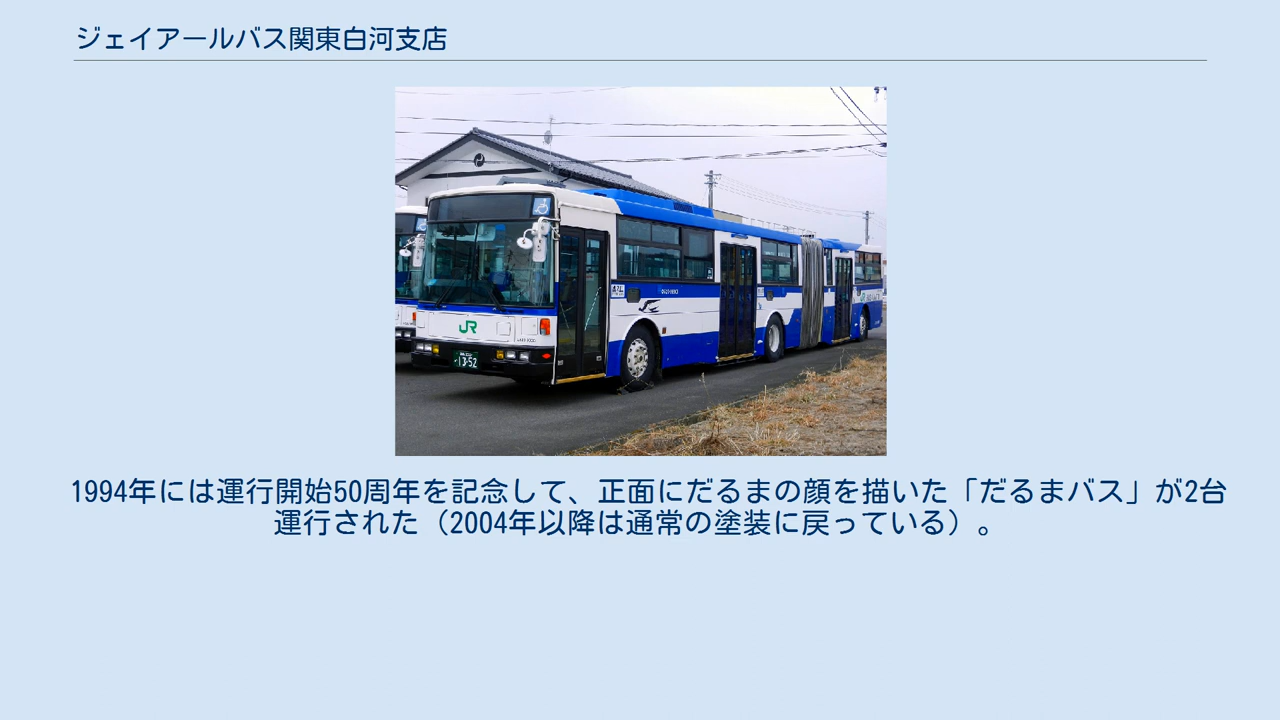 ジェイアールバス関東白河支店
JR
13-52
1994年には運行開始50周年を記念して、正面にだるまの顔を描いた「だるまバス」が2台
運行された（2004年以降は通常の塗装に戻っている）。